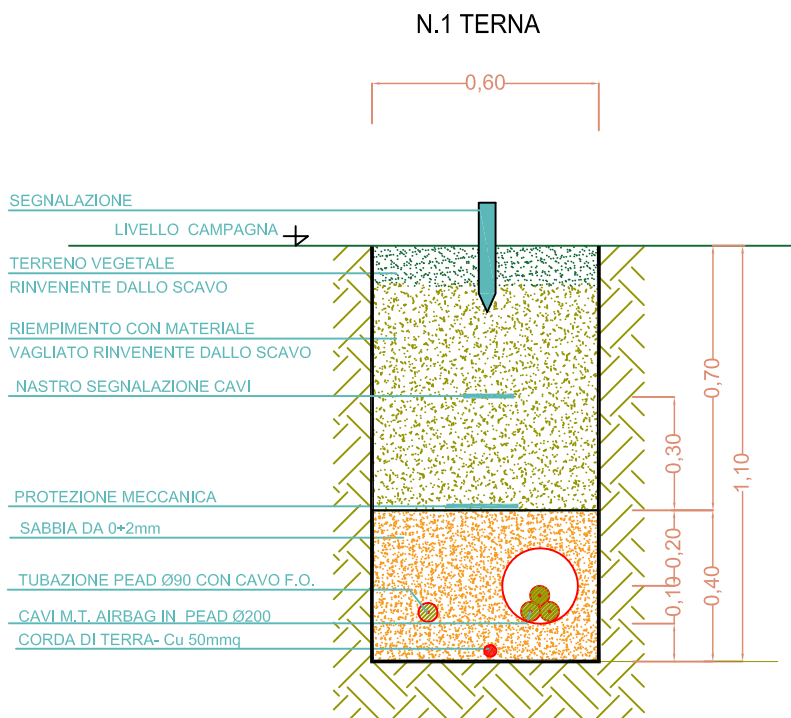 N.1 TERNA
0,60
SEGNALAZIONE
LIVELLO CAMPAGNA
TERRENO VEGETALE
RINVENENTE DALLO SCAVO
RIEMPIMENTO CON MATERIALE
VAGLIATO RINVENENTE DALLO SCAVO
NASTRO SEGNALAZIONE CAVI
PROTEZIONE MECCANICA
SABBIA DA 0÷2mm
TUBAZIONE PEAD Ø90 CON CAVO F.O.
CAVI M.T. AIRBAG IN PEAD Ø200
CORDA DI TERRA- Cu 50mmq
0,70
0,30
1,10
0,20
0,10
0,40